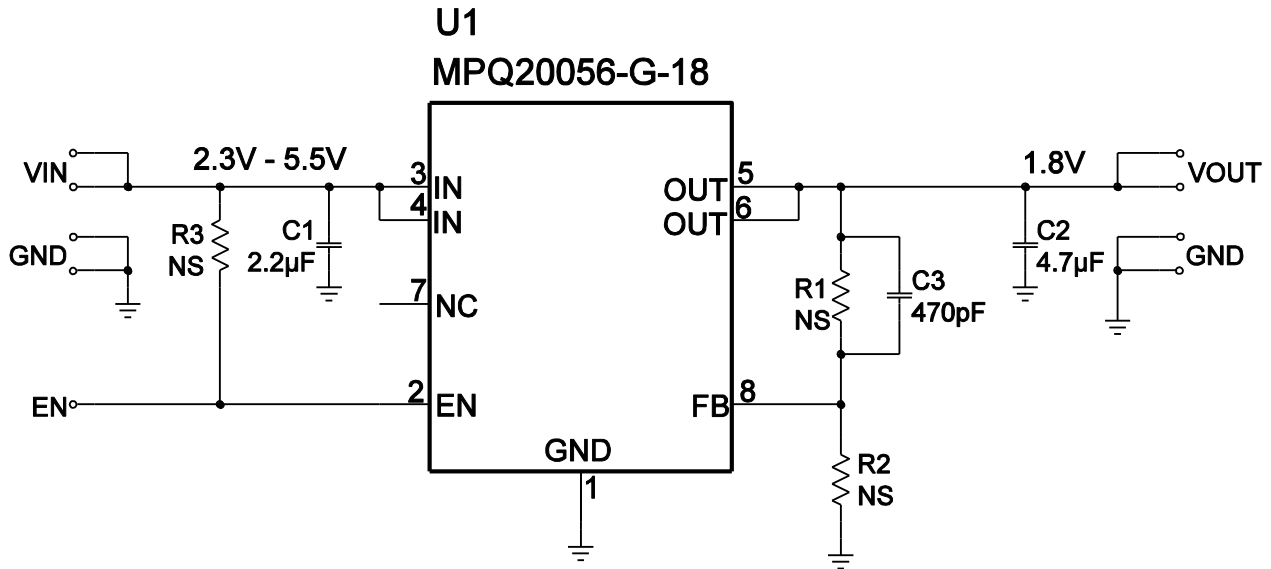 U1
MPQ20056-G-18
VIN
2.3V - 5.5V
3
IN
4
IN
GND
R3
NS
C1
2.2µF
7
NC
EN
2
EN
GND
1
OUT
5
OUT
6
1.8V
VOUT
GND
C2
4.7µF
R1
NS
C3
470pF
FB
8
R2
NS